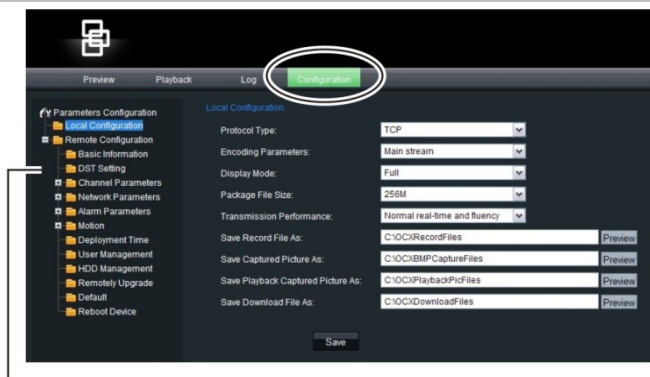 Preview Playback Log Configuration
Parameters Configuration
Local Configuration
Remote Configuration
Basic Information
DST Setting
Channel Parameters
Network Parameters
Alarm Parameters
Motion
Deployment Time
User Management
HDD Management
Remotely Upgrade
Default
Reboot Device
Local Configuration
Protocol Type: TCP
Encoding Parameters: Main stream
Display Mode: Full
Package File Size: 256M
Transmission Performance: Normal real-time and fluency
Save Record File As: C:\OCXRecordFiles Preview
Save Captured Picture As: C:\OCXBMPCaptureFiles Preview
Save Playback Captured Picture As: C:\OCXPlaybackPicFiles Preview
Save Download File As: C:\OCXDownloadFiles Preview
Save